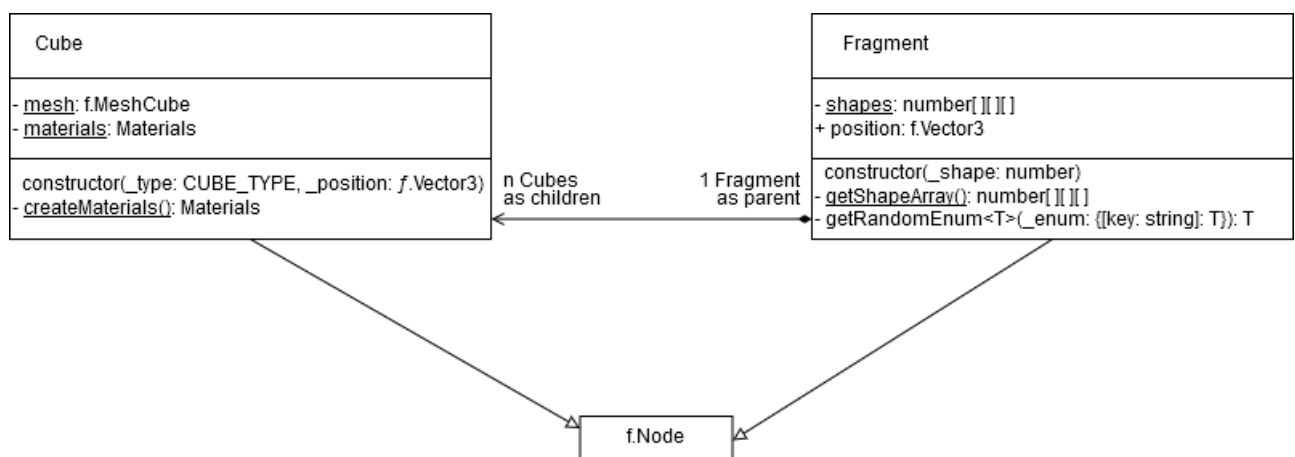 Cube
- mesh: f.MeshCube
- materials: Materials
constructor(_type: CUBE_TYPE, _position: ƒ.Vector3)
- createMaterials(): Materials
n Cubes
as children
1 Fragment
as parent
Fragment
- shapes: number[ ][ ][ ]
+ position: f.Vector3
constructor(_shape: number)
- getShapeArray(): number[ ][ ][ ]
- getRandomEnum<T>(_enum: {[key: string]: T}): T
f.Node